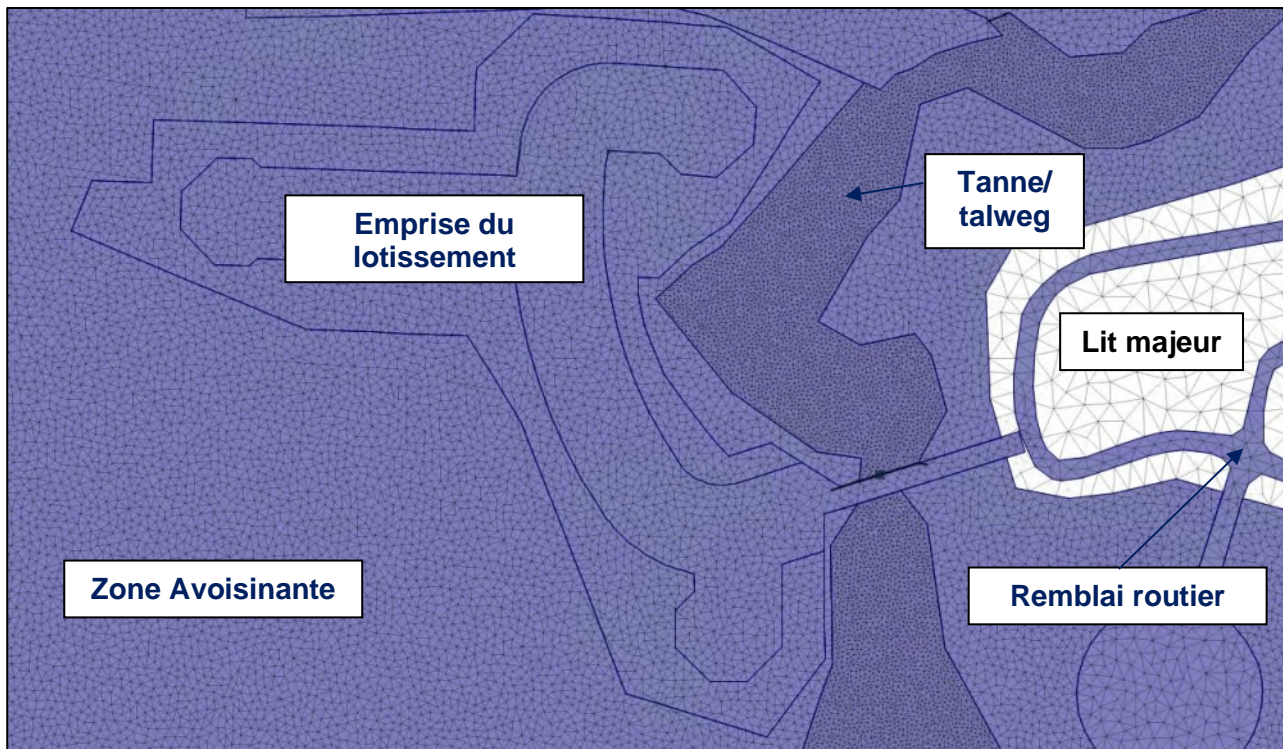 Tanne/
talweg
Emprise du
lotissement
Lit majeur
Zone Avoisinante
Remblai routier